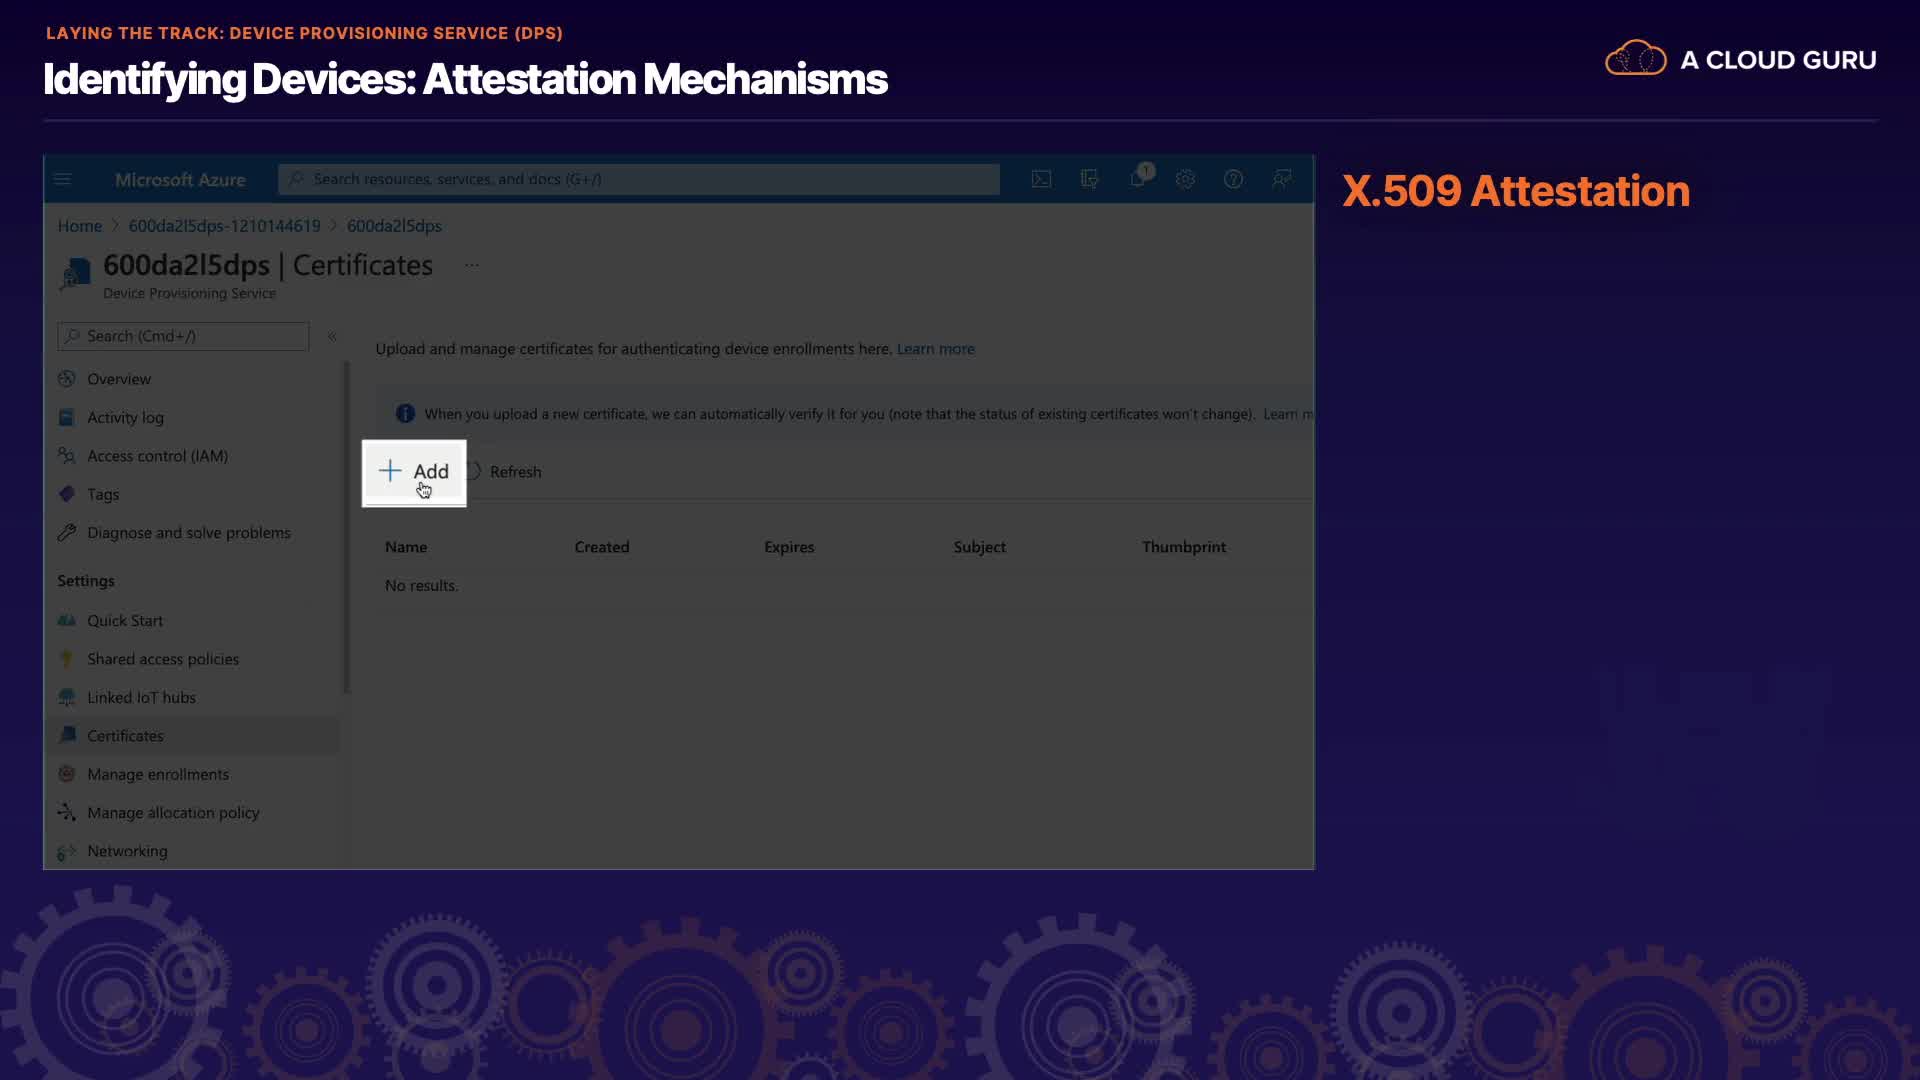 LAYING THE TRACK: DEVICE PROVISIONING SERVICE (DPS)
Identifying Devices: Attestation Mechanisms
A CLOUD GURU
Microsoft Azure
Search resources, services, and docs (G+/)
1
X.509 Attestation
Home > 600da2l5dps-1210144619 > 600da2l5dps
600da2l5dps | Certificates ...
Device Provisioning Service
Search (Cmd+/)
«
Upload and manage certificates for authenticating device enrollments here. Learn more
Overview
When you upload a new certificate, we can automatically verify it for you (note that the status of existing certificates won't change). Learn m
Activity log
Access control (IAM)
+ Add
Refresh
Tags
Diagnose and solve problems
Name Created Expires Subject Thumbprint
No results.
Settings
Quick Start
Shared access policies
Linked IoT hubs
Certificates
Manage enrollments
Manage allocation policy
Networking